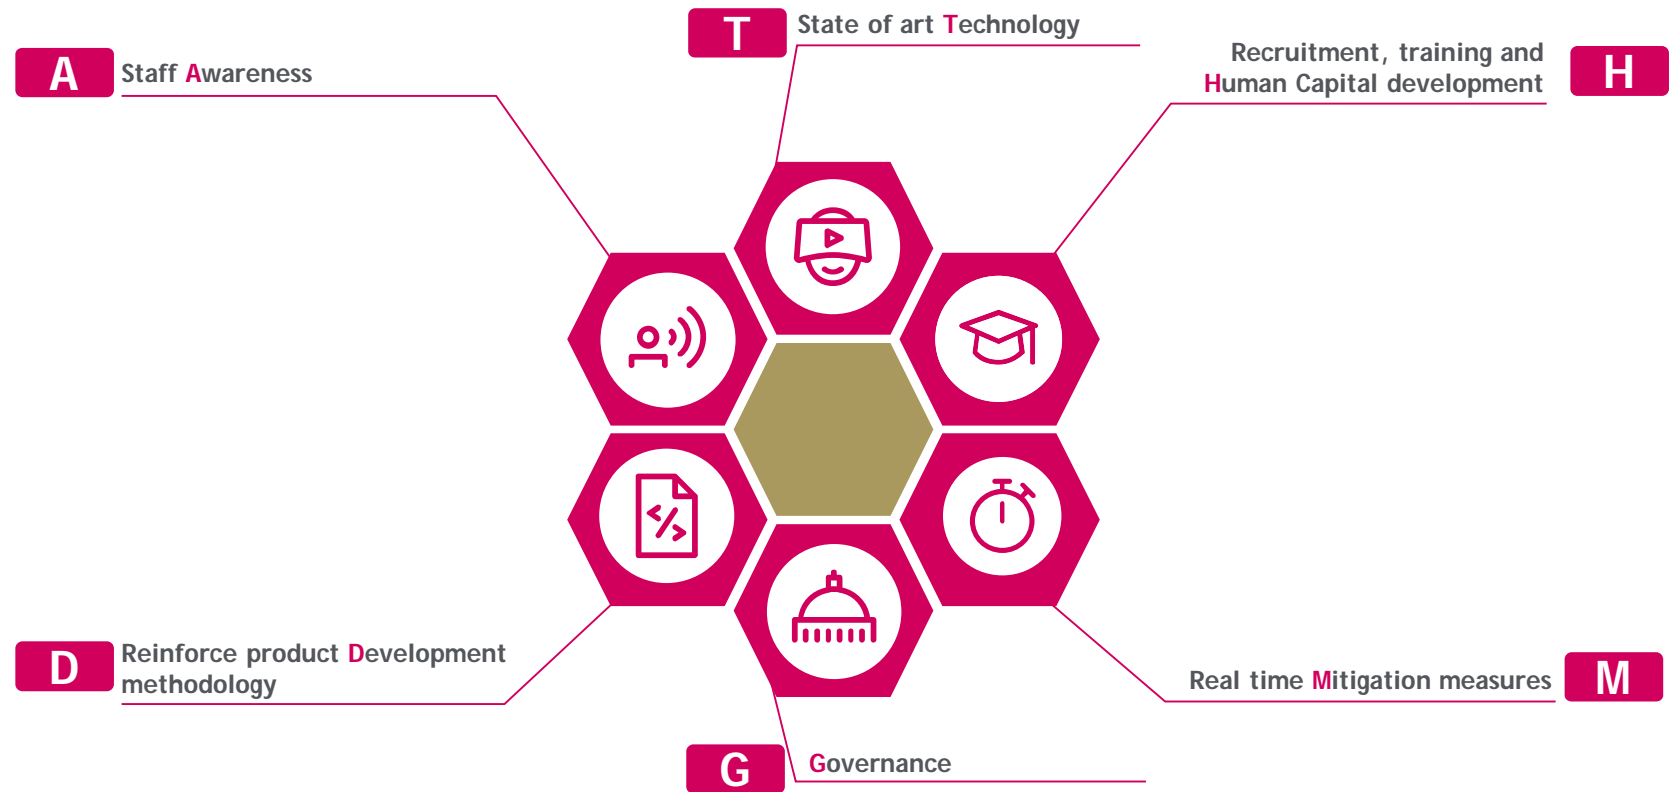 T
State of art Technology
A
Staff Awareness
Recruitment, training and
Human Capital development
H
D
Reinforce product Development
methodology
Real time Mitigation measures
M
G
Governance